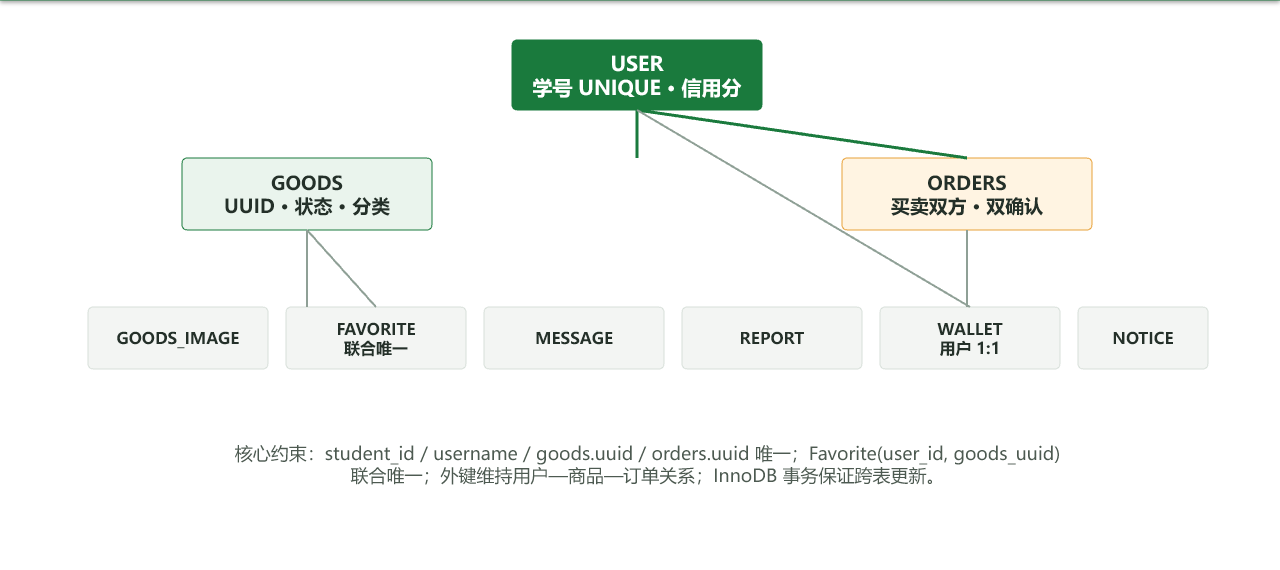 USER
学号 UNIQUE • 信用分
GOODS
UUID • 状态 • 分类
ORDERS
买卖双方 • 双确认
GOODS_IMAGE
FAVORITE
联合唯一
MESSAGE
REPORT
WALLET
用户 1:1
NOTICE
核心约束：student_id / username / goods.uuid / orders.uuid 唯一；Favorite(user_id, goods_uuid)
联合唯一；外键维持用户—商品—订单关系；InnoDB 事务保证跨表更新。